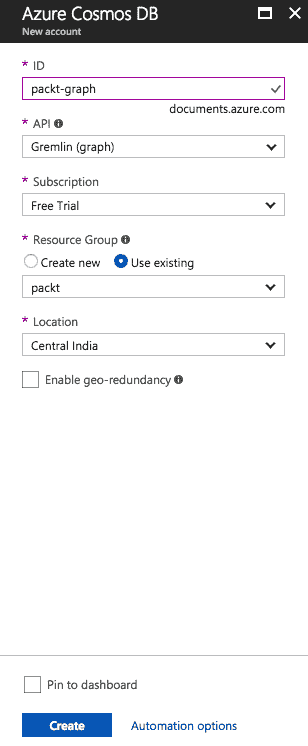 Azure Cosmos DB
New account
* ID
packt-graph
documents.azure.com
* API
Gremlin (graph)
* Subscription
Free Trial
* Resource Group
Create new Use existing
packt
* Location
Central India
Enable geo-redundancy
Pin to dashboard
Create Automation options